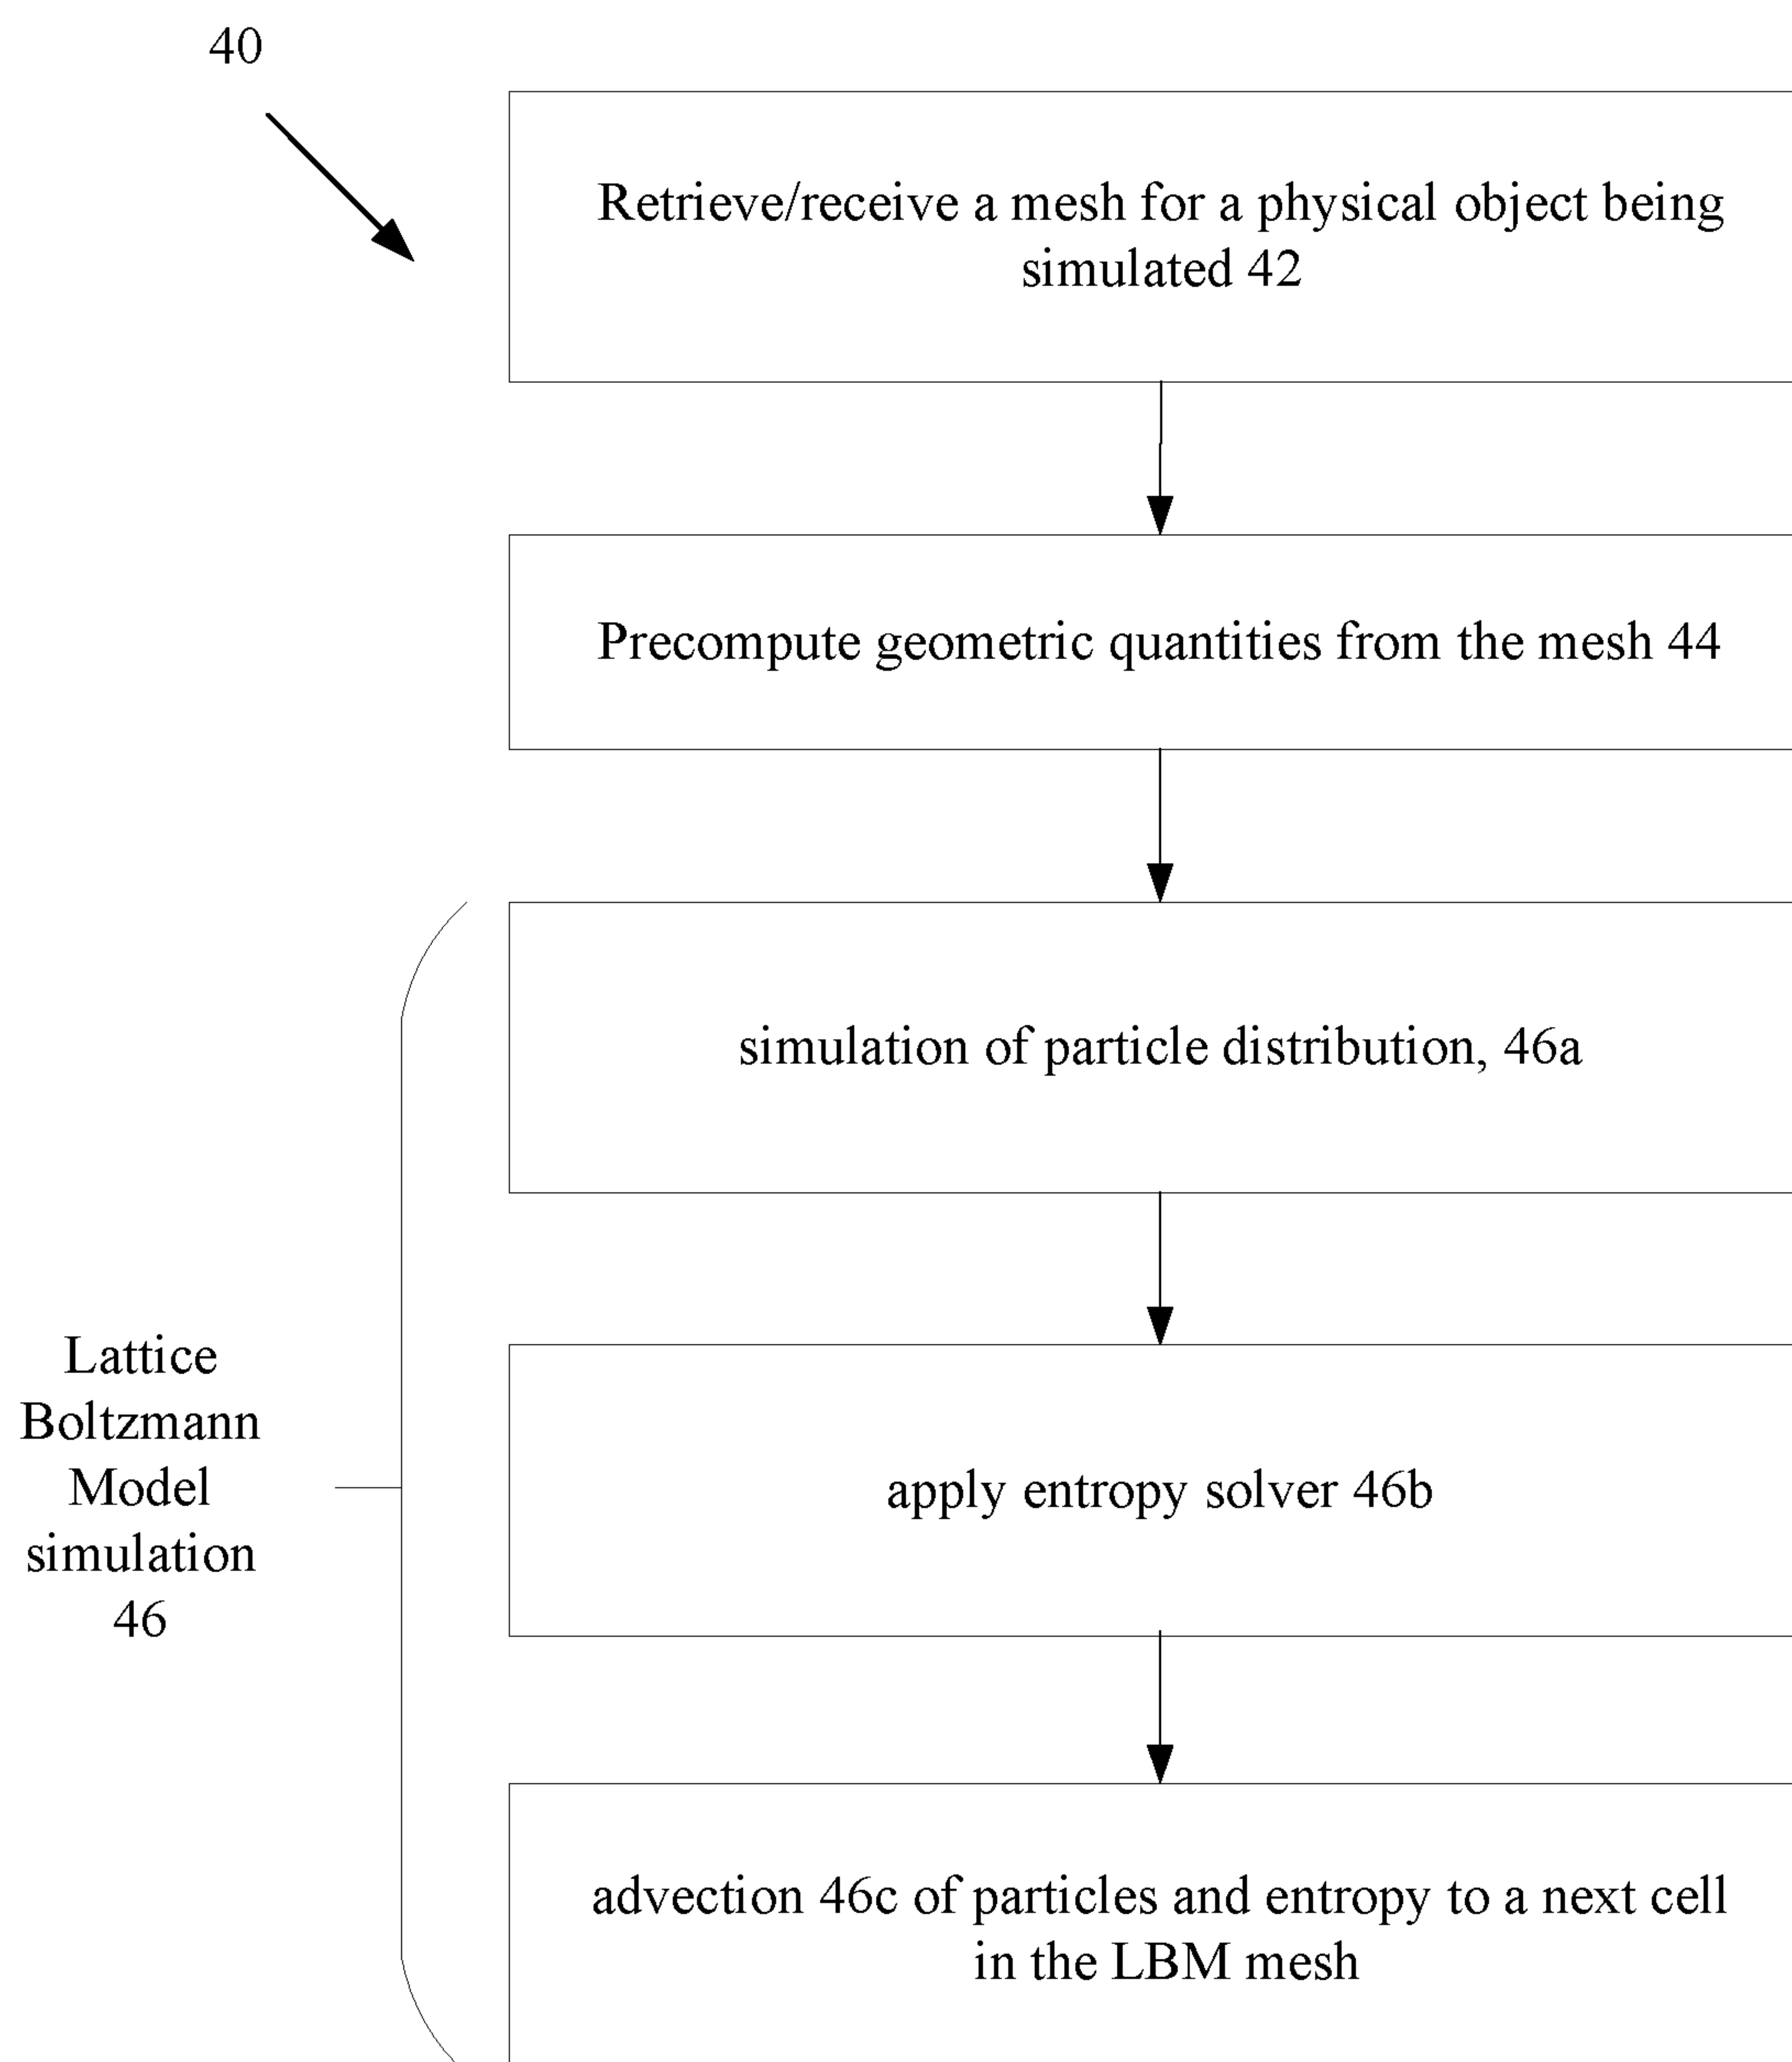 40
Retrieve/receive a mesh for a physical object being
simulated 42
Precompute geometric quantities from the mesh 44
simulation of particle distribution, 46a
Lattice
Boltzmann
Model
simulation
46
apply entropy solver 46b
advection 46c of particles and entropy to a next cell
in the LBM mesh